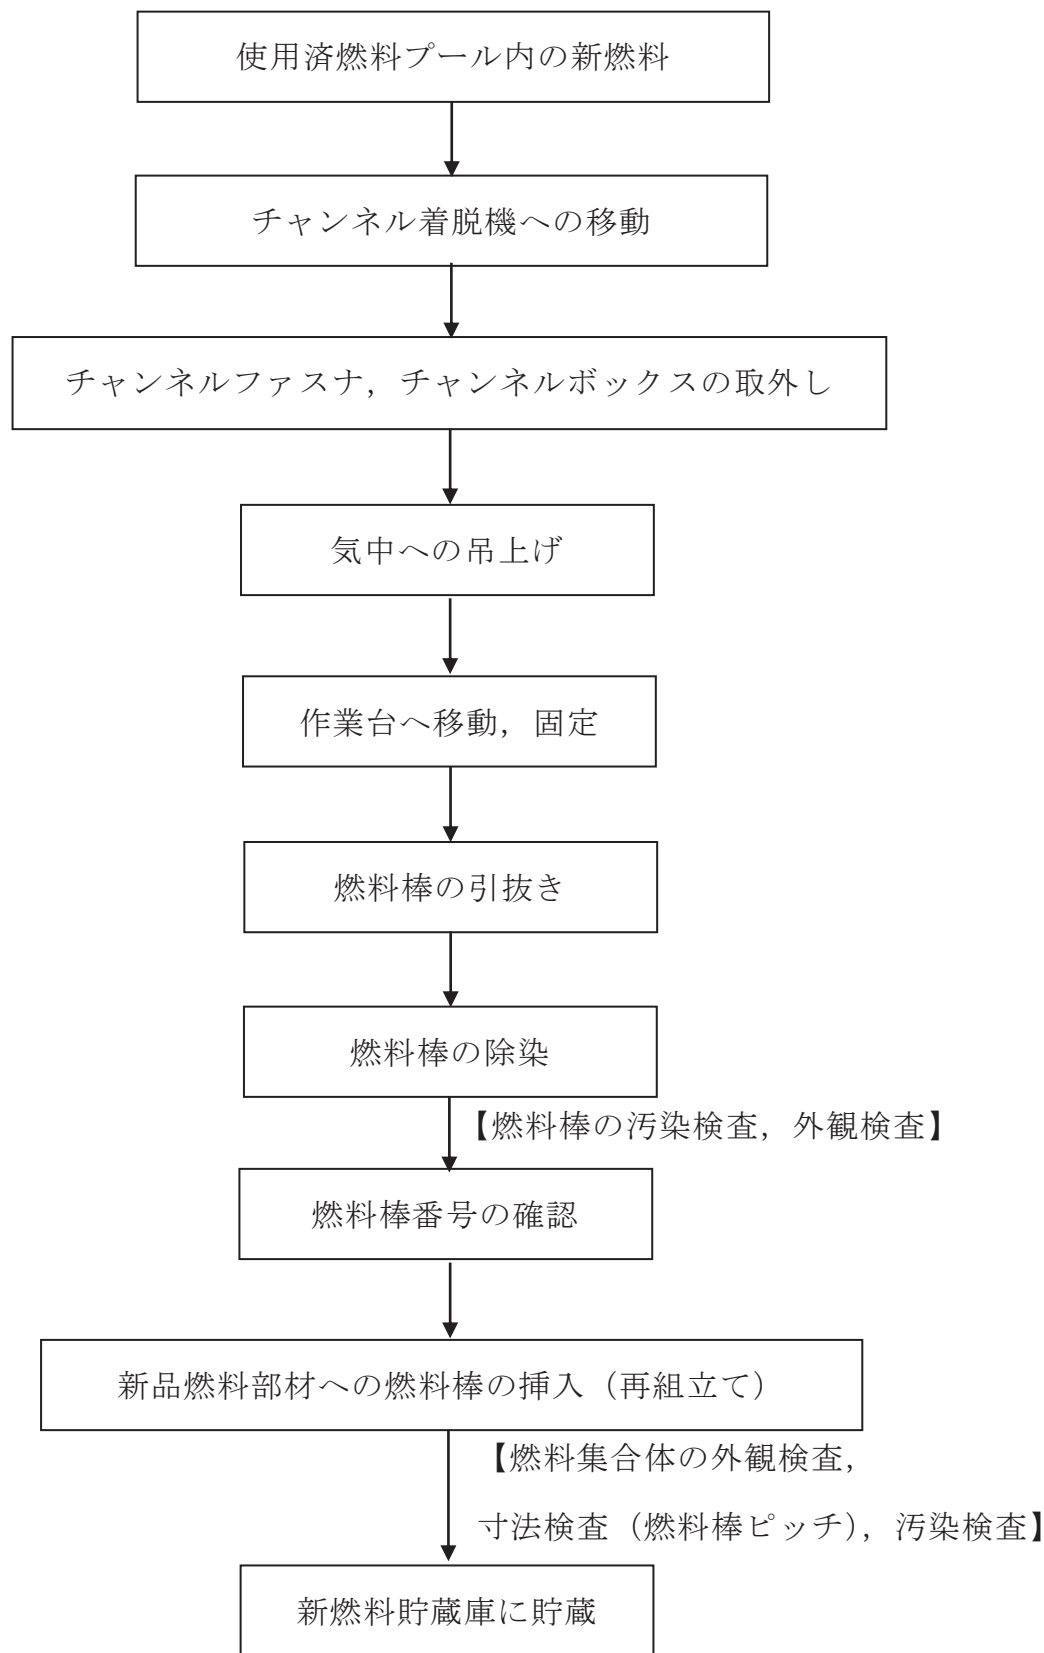 使用済燃料プール内の新燃料
チャンネル着脱機への移動
チャンネルファスナ，チャンネルボックスの取外し
気中への吊上げ
作業台へ移動，固定
燃料棒の引抜き
燃料棒の除染
【燃料棒の汚染検査，外観検査】
燃料棒番号の確認
新品燃料部材への燃料棒の挿入（再組立て）
【燃料集合体の外観検査，
寸法検査（燃料棒ピッチ），汚染検査】
新燃料貯蔵庫に貯蔵